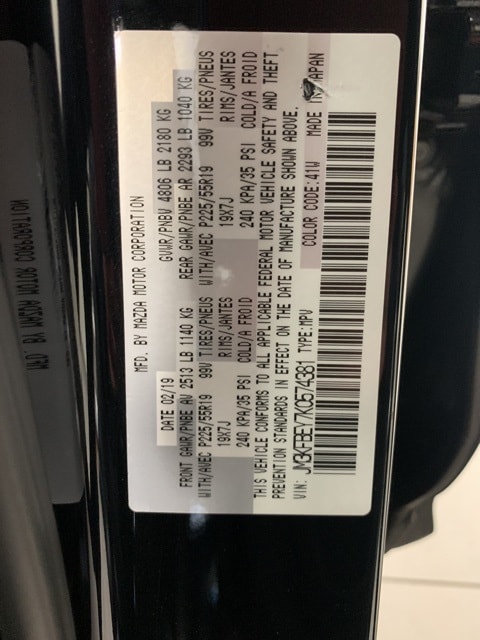 MFD. BY MAZDA MOTOR CORPORATION
DATE 02/19 GVWR/PNBV 4806 LB 2180 KG
FRONT GAWR/PNBE AV 2513 LB 1140 KG REAR GAWR/PNBE AR 2293 LB 1040 KG
WITH/AVEC P225/55R19 99V TIRES/PNEUS WITH/AVEC P225/55R19 99V TIRES/PNEUS
19X7J RIMS/JANTES 19X7J RIMS/JANTES
240 KPA/35 PSI COLD/A FROID 240 KPA/35 PSI COLD/A FROID
THIS VEHICLE CONFORMS TO ALL APPLICABLE FEDERAL MOTOR VEHICLE SAFETY AND THEFT
PREVENTION STANDARDS IN EFFECT ON THE DATE OF MANUFACTURE SHOWN ABOVE.
VIN: JM3KFBEY7K0574381 TYPE:MPV COLOR CODE:41W MADE IN JAPAN